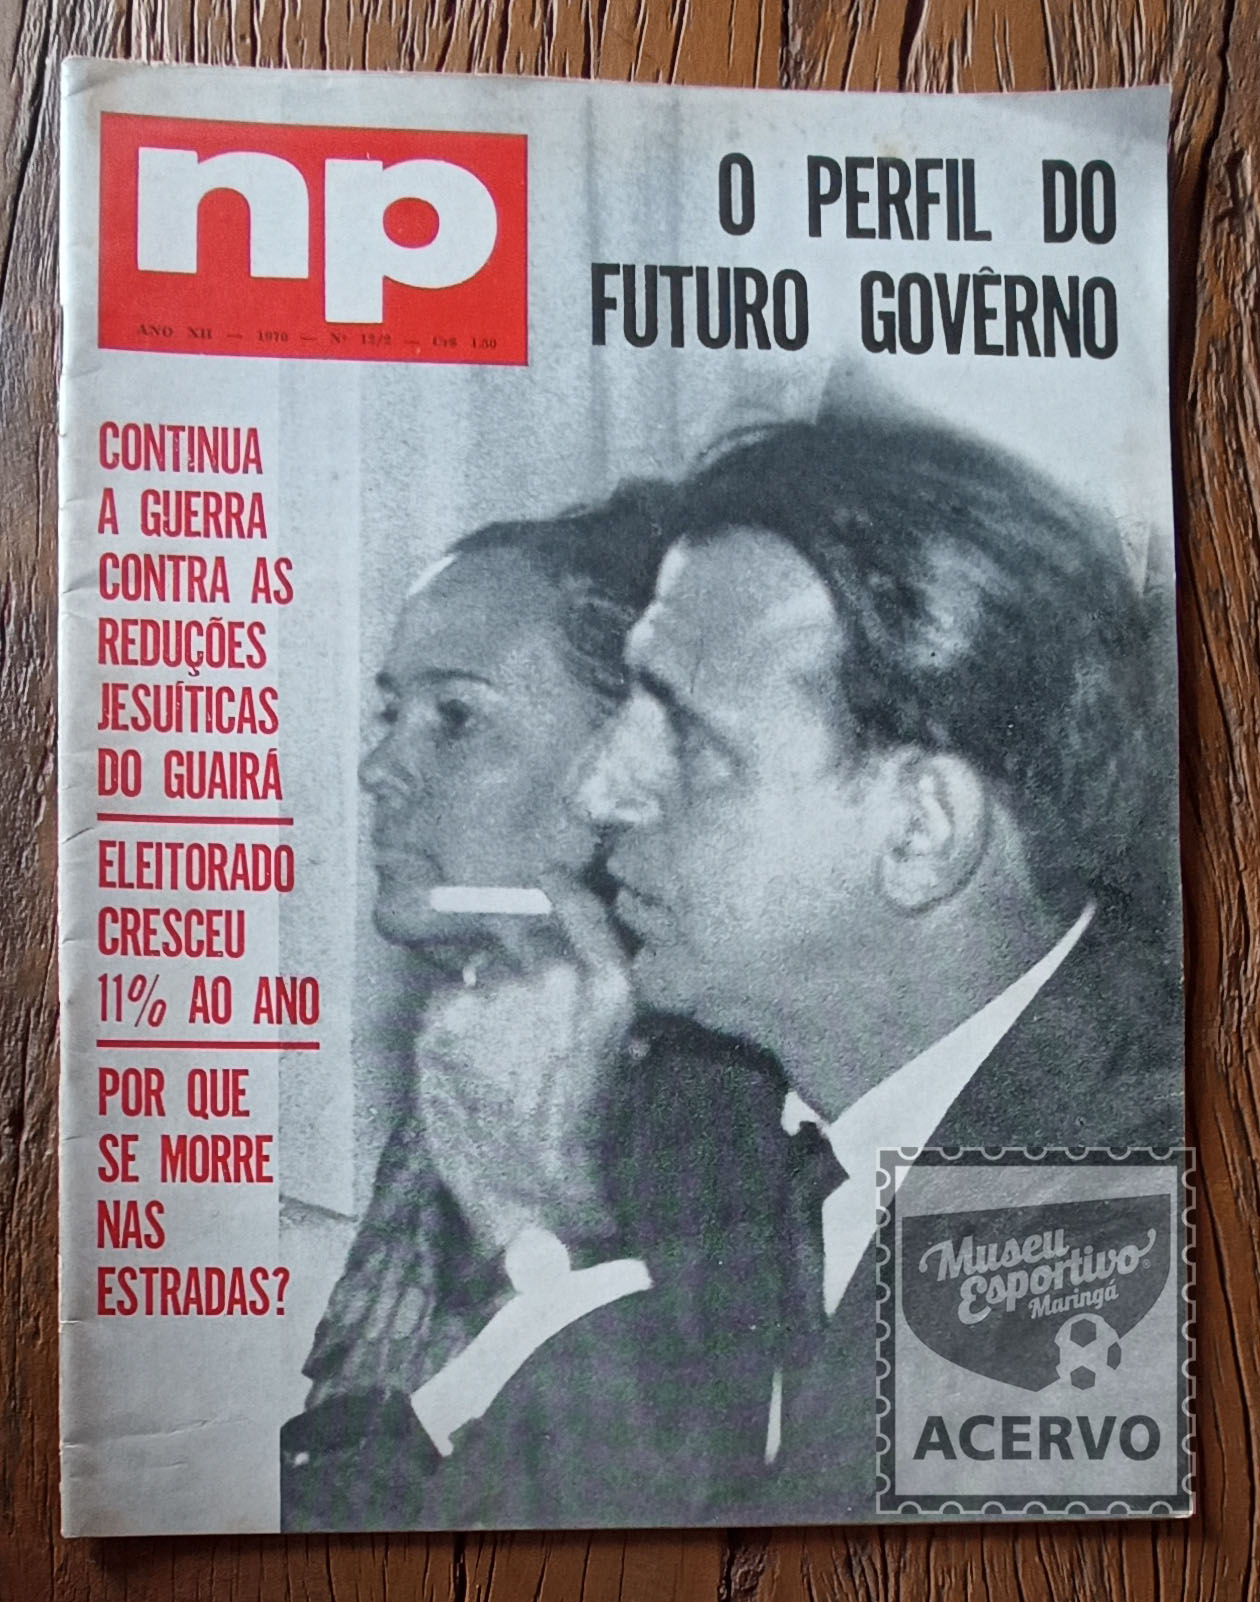 np
ANO XII — 1970 — Nº 12/2 — Cr$ 1,50
O PERFIL DO
FUTURO GOVÊRNO
CONTINUA
A GUERRA
CONTRA AS
REDUÇÕES
JESUÍTICAS
DO GUAIRÁ
ELEITORADO
CRESCEU
11% AO ANO
POR QUE
SE MORRE
NAS
ESTRADAS?
Museu
Esportivo®
Maringá
ACERVO